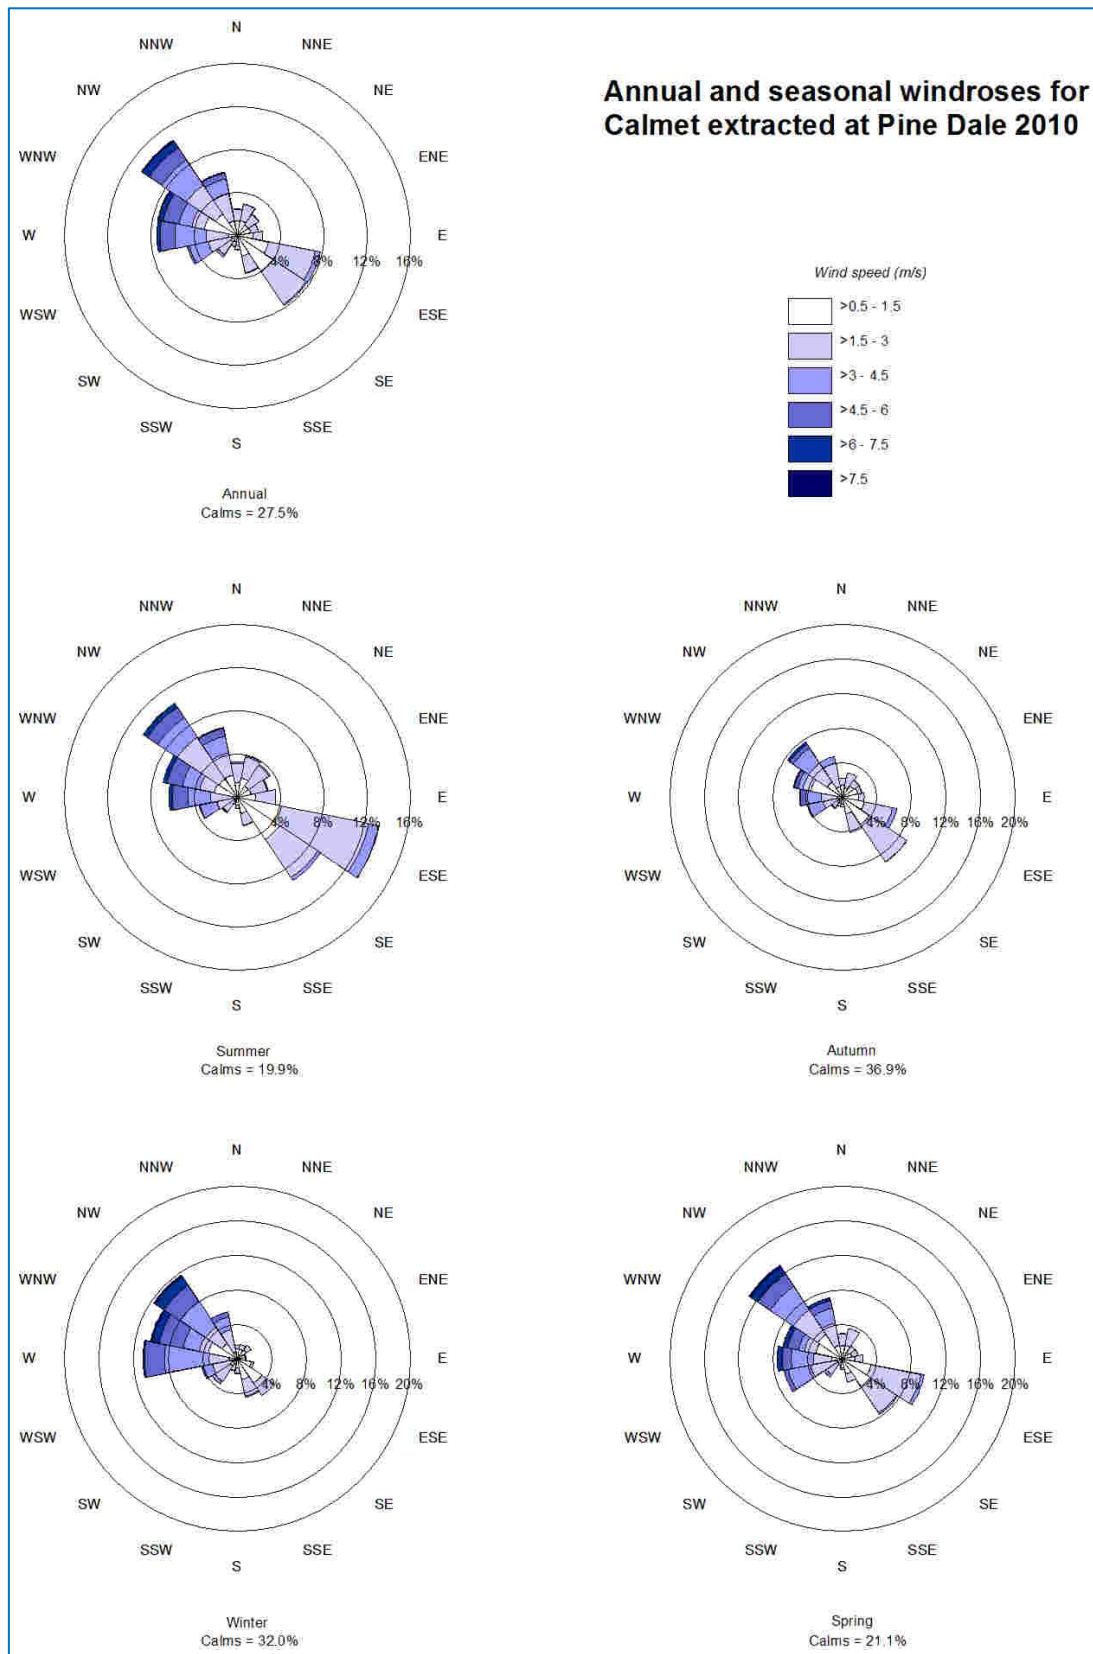 Annual and seasonal windroses for
Calmet extracted at Pine Dale 2010
N
NNW
NNE
NW
NE
WNW
ENE
W
E
4%
8%
12%
16%
WSW
ESE
SW
SE
SSW
SSE
S
Annual
Calms = 27.5%
Wind speed (m/s)
>0.5 - 1.5
>1.5 - 3
>3 - 4.5
>4.5 - 6
>6 - 7.5
>7.5
N
NNW
NNE
NW
NE
WNW
ENE
W
E
4%
8%
12%
16%
WSW
ESE
SW
SE
SSW
SSE
S
Summer
Calms = 19.9%
N
NNW
NNE
NW
NE
WNW
ENE
W
E
4%
8%
12%
16%
20%
WSW
ESE
SW
SE
SSW
SSE
S
Autumn
Calms = 36.9%
N
NNW
NNE
NW
NE
WNW
ENE
W
E
4%
8%
12%
16%
20%
WSW
ESE
SW
SE
SSW
SSE
S
Winter
Calms = 32.0%
N
NNW
NNE
NW
NE
WNW
ENE
W
E
4%
8%
12%
16%
20%
WSW
ESE
SW
SE
SSW
SSE
S
Spring
Calms = 21.1%